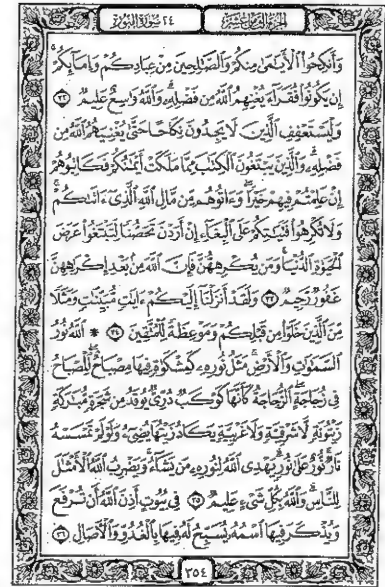 الجزء الثامن عشر ٢٤ سورة النور
وَأَنكِحُوا۟ ٱلْأَيَٰمَىٰ مِنكُمْ وَٱلصَّٰلِحِينَ مِنْ عِبَادِكُمْ وَإِمَآئِكُمْ ۚ
إِن يَكُونُوا۟ فُقَرَآءَ يُغْنِهِمُ ٱللَّهُ مِن فَضْلِهِۦ ۗ وَٱللَّهُ وَٰسِعٌ عَلِيمٌ ٣٢
وَلْيَسْتَعْفِفِ ٱلَّذِينَ لَا يَجِدُونَ نِكَاحًا حَتَّىٰ يُغْنِيَهُمُ ٱللَّهُ مِن
فَضْلِهِۦ ۗ وَٱلَّذِينَ يَبْتَغُونَ ٱلْكِتَٰبَ مِمَّا مَلَكَتْ أَيْمَٰنُكُمْ فَكَاتِبُوهُمْ
إِنْ عَلِمْتُمْ فِيهِمْ خَيْرًا ۖ وَءَاتُوهُم مِّن مَّالِ ٱللَّهِ ٱلَّذِىٓ ءَاتَىٰكُمْ ۚ
وَلَا تُكْرِهُوا۟ فَتَيَٰتِكُمْ عَلَى ٱلْبِغَآءِ إِنْ أَرَدْنَ تَحَصُّنًا لِّتَبْتَغُوا۟ عَرَضَ
ٱلْحَيَوٰةِ ٱلدُّنْيَا ۚ وَمَن يُكْرِههُّنَّ فَإِنَّ ٱللَّهَ مِنۢ بَعْدِ إِكْرَٰهِهِنَّ
غَفُورٌ رَّحِيمٌ ٣٣ وَلَقَدْ أَنزَلْنَآ إِلَيْكُمْ ءَايَٰتٍ مُّبَيِّنَٰتٍ وَمَثَلًا
مِّنَ ٱلَّذِينَ خَلَوْا۟ مِن قَبْلِكُمْ وَمَوْعِظَةً لِّلْمُتَّقِينَ ٣٤ ۞ ٱللَّهُ نُورُ
ٱلسَّمَٰوَٰتِ وَٱلْأَرْضِ ۚ مَثَلُ نُورِهِۦ كَمِشْكَوٰةٍ فِيهَا مِصْبَاحٌ ۖ ٱلْمِصْبَاحُ
فِى زُجَاجَةٍ ۖ ٱلزُّجَاجَةُ كَأَنَّهَا كَوْكَبٌ دُرِّىٌّ يُوقَدُ مِن شَجَرَةٍ مُّبَٰرَكَةٍ
زَيْتُونَةٍ لَّا شَرْقِيَّةٍ وَلَا غَرْبِيَّةٍ يَكَادُ زَيْتُهَا يُضِىٓءُ وَلَوْ لَمْ تَمْسَسْهُ
نَارٌ ۚ نُّورٌ عَلَىٰ نُورٍ ۗ يَهْدِى ٱللَّهُ لِنُورِهِۦ مَن يَشَآءُ ۚ وَيَضْرِبُ ٱللَّهُ ٱلْأَمْثَٰلَ
لِلنَّاسِ ۗ وَٱللَّهُ بِكُلِّ شَىْءٍ عَلِيمٌ ٣٥ فِى بُيُوتٍ أَذِنَ ٱللَّهُ أَن تُرْفَعَ
وَيُذْكَرَ فِيهَا ٱسْمُهُۥ يُسَبِّحُ لَهُۥ فِيهَا بِٱلْغُدُوِّ وَٱلْءَاصَالِ ٣٦
٣٥٤